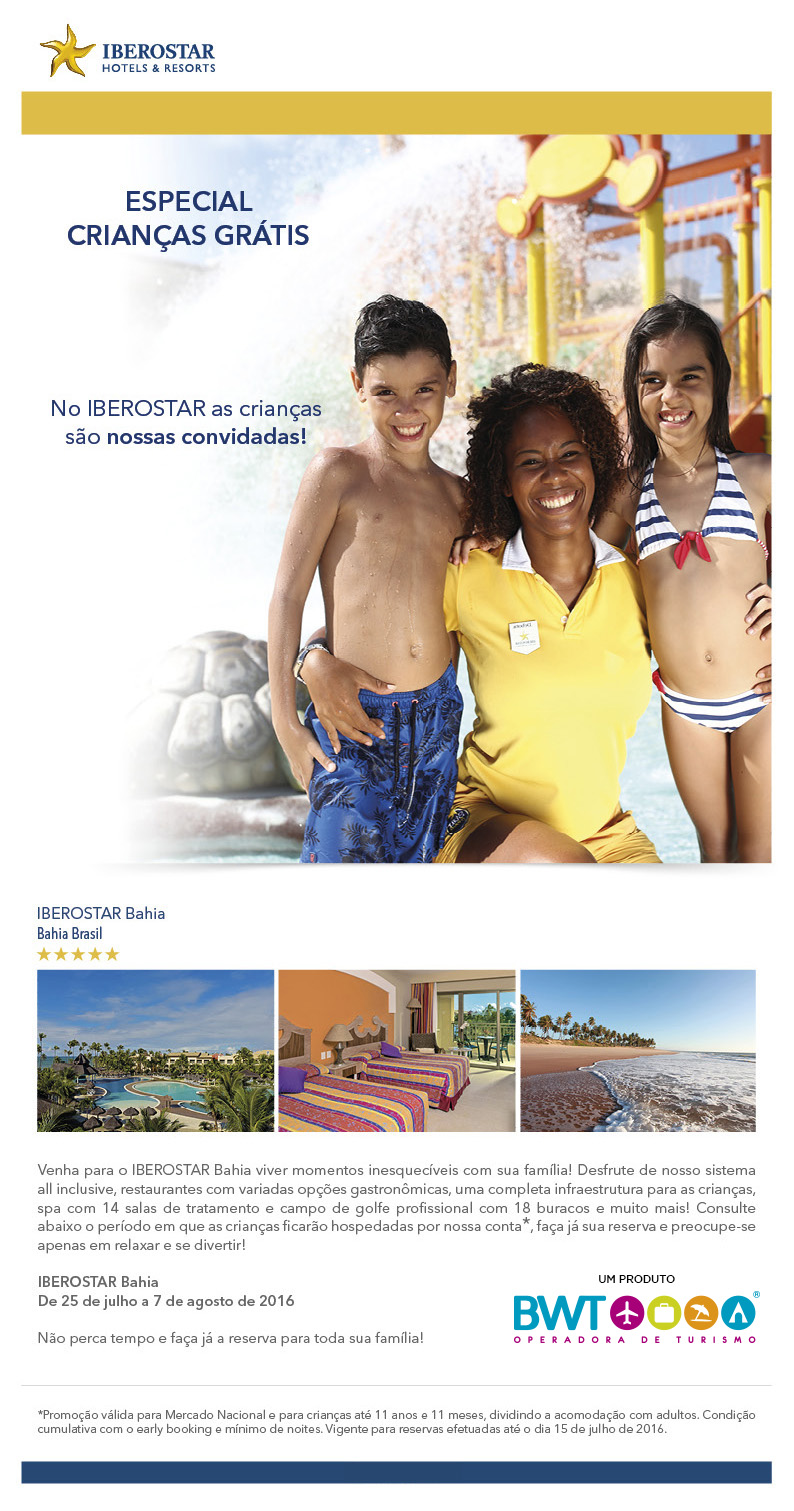 IBEROSTAR
HOTELS & RESORTS
ESPECIAL
CRIANÇAS GRÁTIS
No IBEROSTAR as crianças
são nossas convidadas!
IBEROSTAR Bahia
Bahia Brasil
Venha para o IBEROSTAR Bahia viver momentos inesquecíveis com sua família! Desfrute de nosso sistema
all inclusive, restaurantes com variadas opções gastronômicas, uma completa infraestrutura para as crianças,
spa com 14 salas de tratamento e campo de golfe profissional com 18 buracos e muito mais! Consulte
abaixo o período em que as crianças ficarão hospedadas por nossa conta*, faça já sua reserva e preocupe-se
apenas em relaxar e se divertir!
IBEROSTAR Bahia
De 25 de julho a 7 de agosto de 2016
Não perca tempo e faça já a reserva para toda sua família!
UM PRODUTO
BWT®
OPERADORA DE TURISMO
*Promoção válida para Mercado Nacional e para crianças até 11 anos e 11 meses, dividindo a acomodação com adultos. Condição
cumulativa com o early booking e mínimo de noites. Vigente para reservas efetuadas até o dia 15 de julho de 2016.